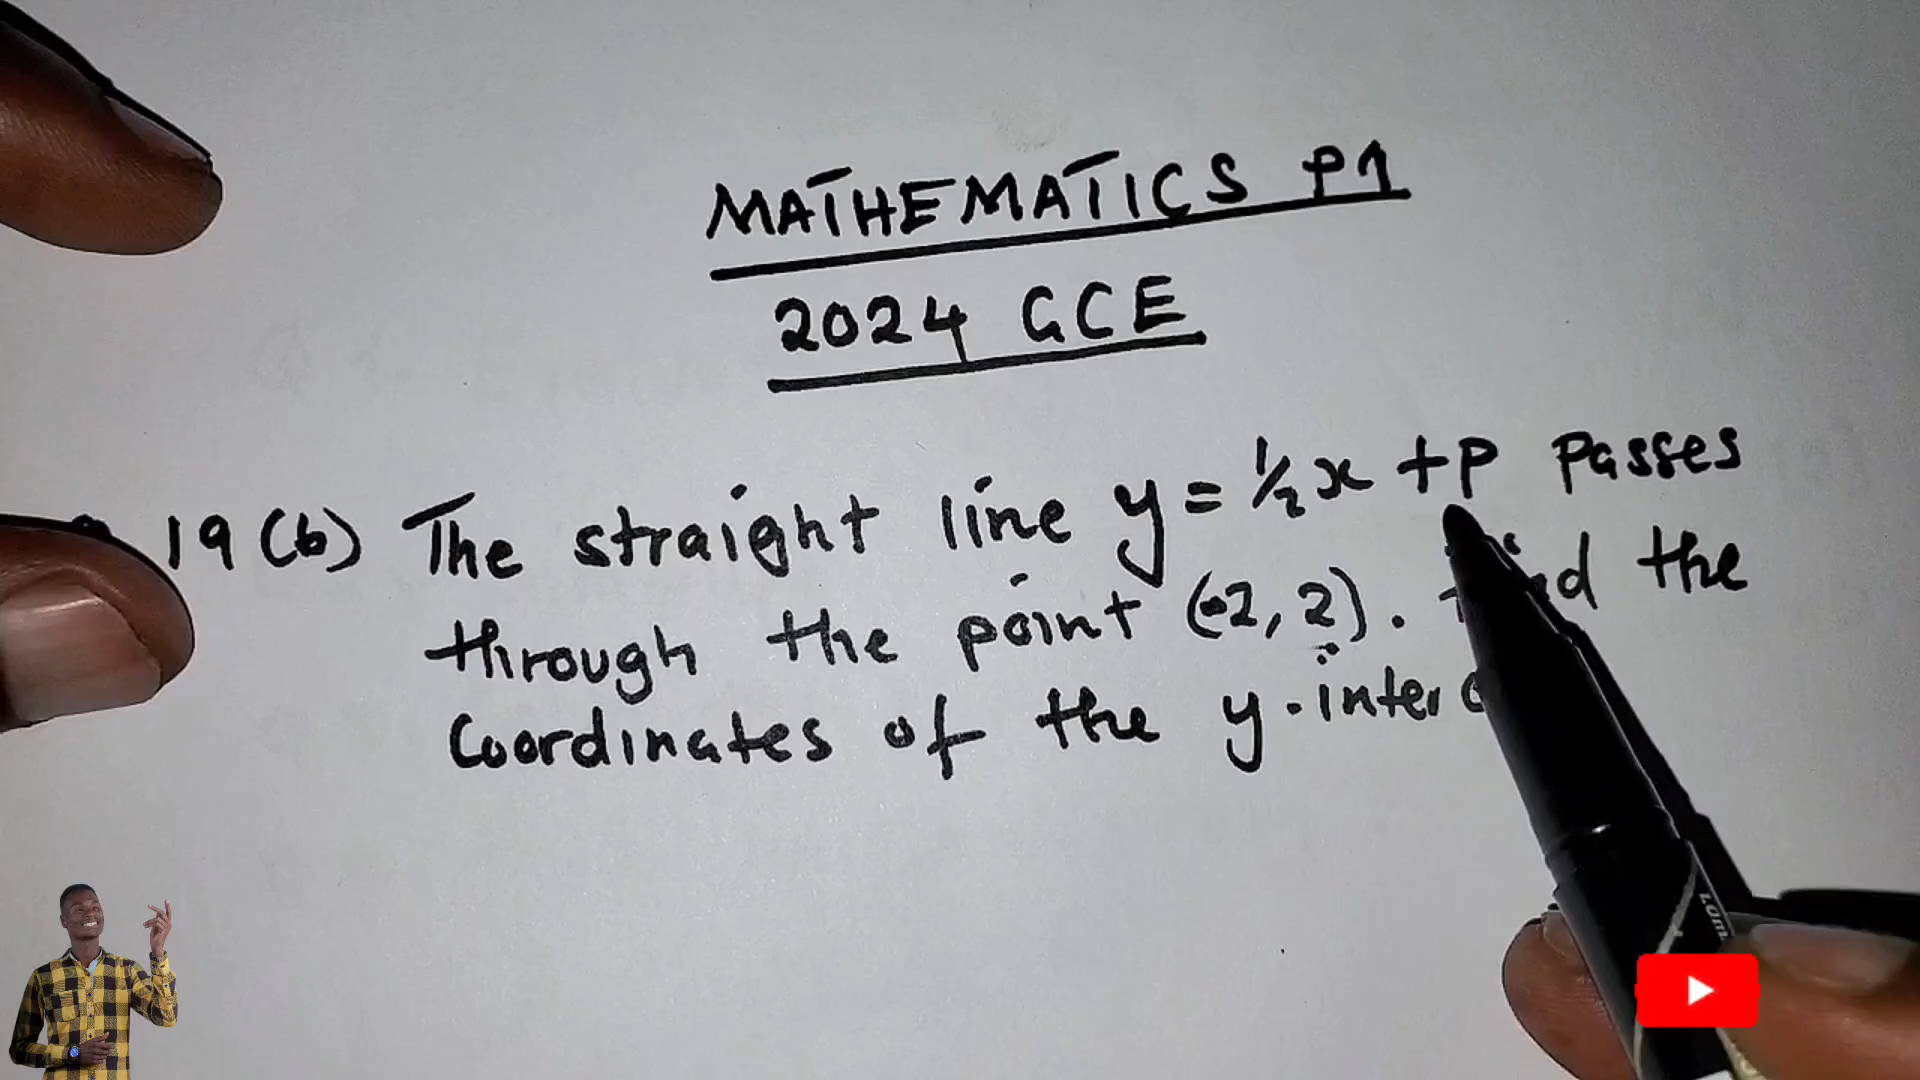 MATHEMATICS P1
2024 GCE
19 (b) The straight line y = 1/2 x + p passes
through the point (-2, 2). the
coordinates of the y-inter